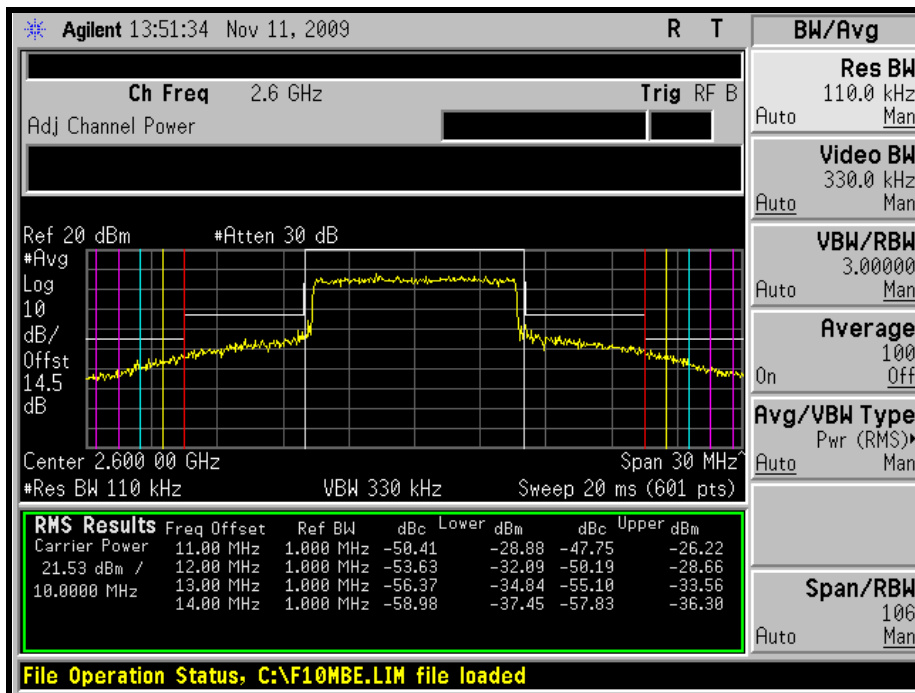 Agilent 13:51:34 Nov 11, 2009 R T
Ch Freq 2.6 GHz Trig RF B
Adj Channel Power
Ref 20 dBm #Atten 30 dB
#Avg
Log
10
dB/
Offst
14.5
dB
Center 2.600 00 GHz Span 30 MHz^
#Res BW 110 kHz VBW 330 kHz Sweep 20 ms (601 pts)
RMS Results Freq Offset Ref BW dBc Lower dBm dBc Upper dBm
Carrier Power 11.00 MHz 1.000 MHz -50.41 -28.88 -47.75 -26.22
21.53 dBm / 12.00 MHz 1.000 MHz -53.63 -32.09 -50.19 -28.66
10.0000 MHz 13.00 MHz 1.000 MHz -56.37 -34.84 -55.10 -33.56
14.00 MHz 1.000 MHz -58.98 -37.45 -57.83 -36.30
File Operation Status, C:\F10MBE.LIM file loaded
BW/Avg
Res BW
110.0 kHz
Auto Man
Video BW
330.0 kHz
Auto Man
VBW/RBW
3.00000
Auto Man
Average
100
On Off
Avg/VBW Type
Pwr (RMS)▸
Auto Man
Span/RBW
106
Auto Man